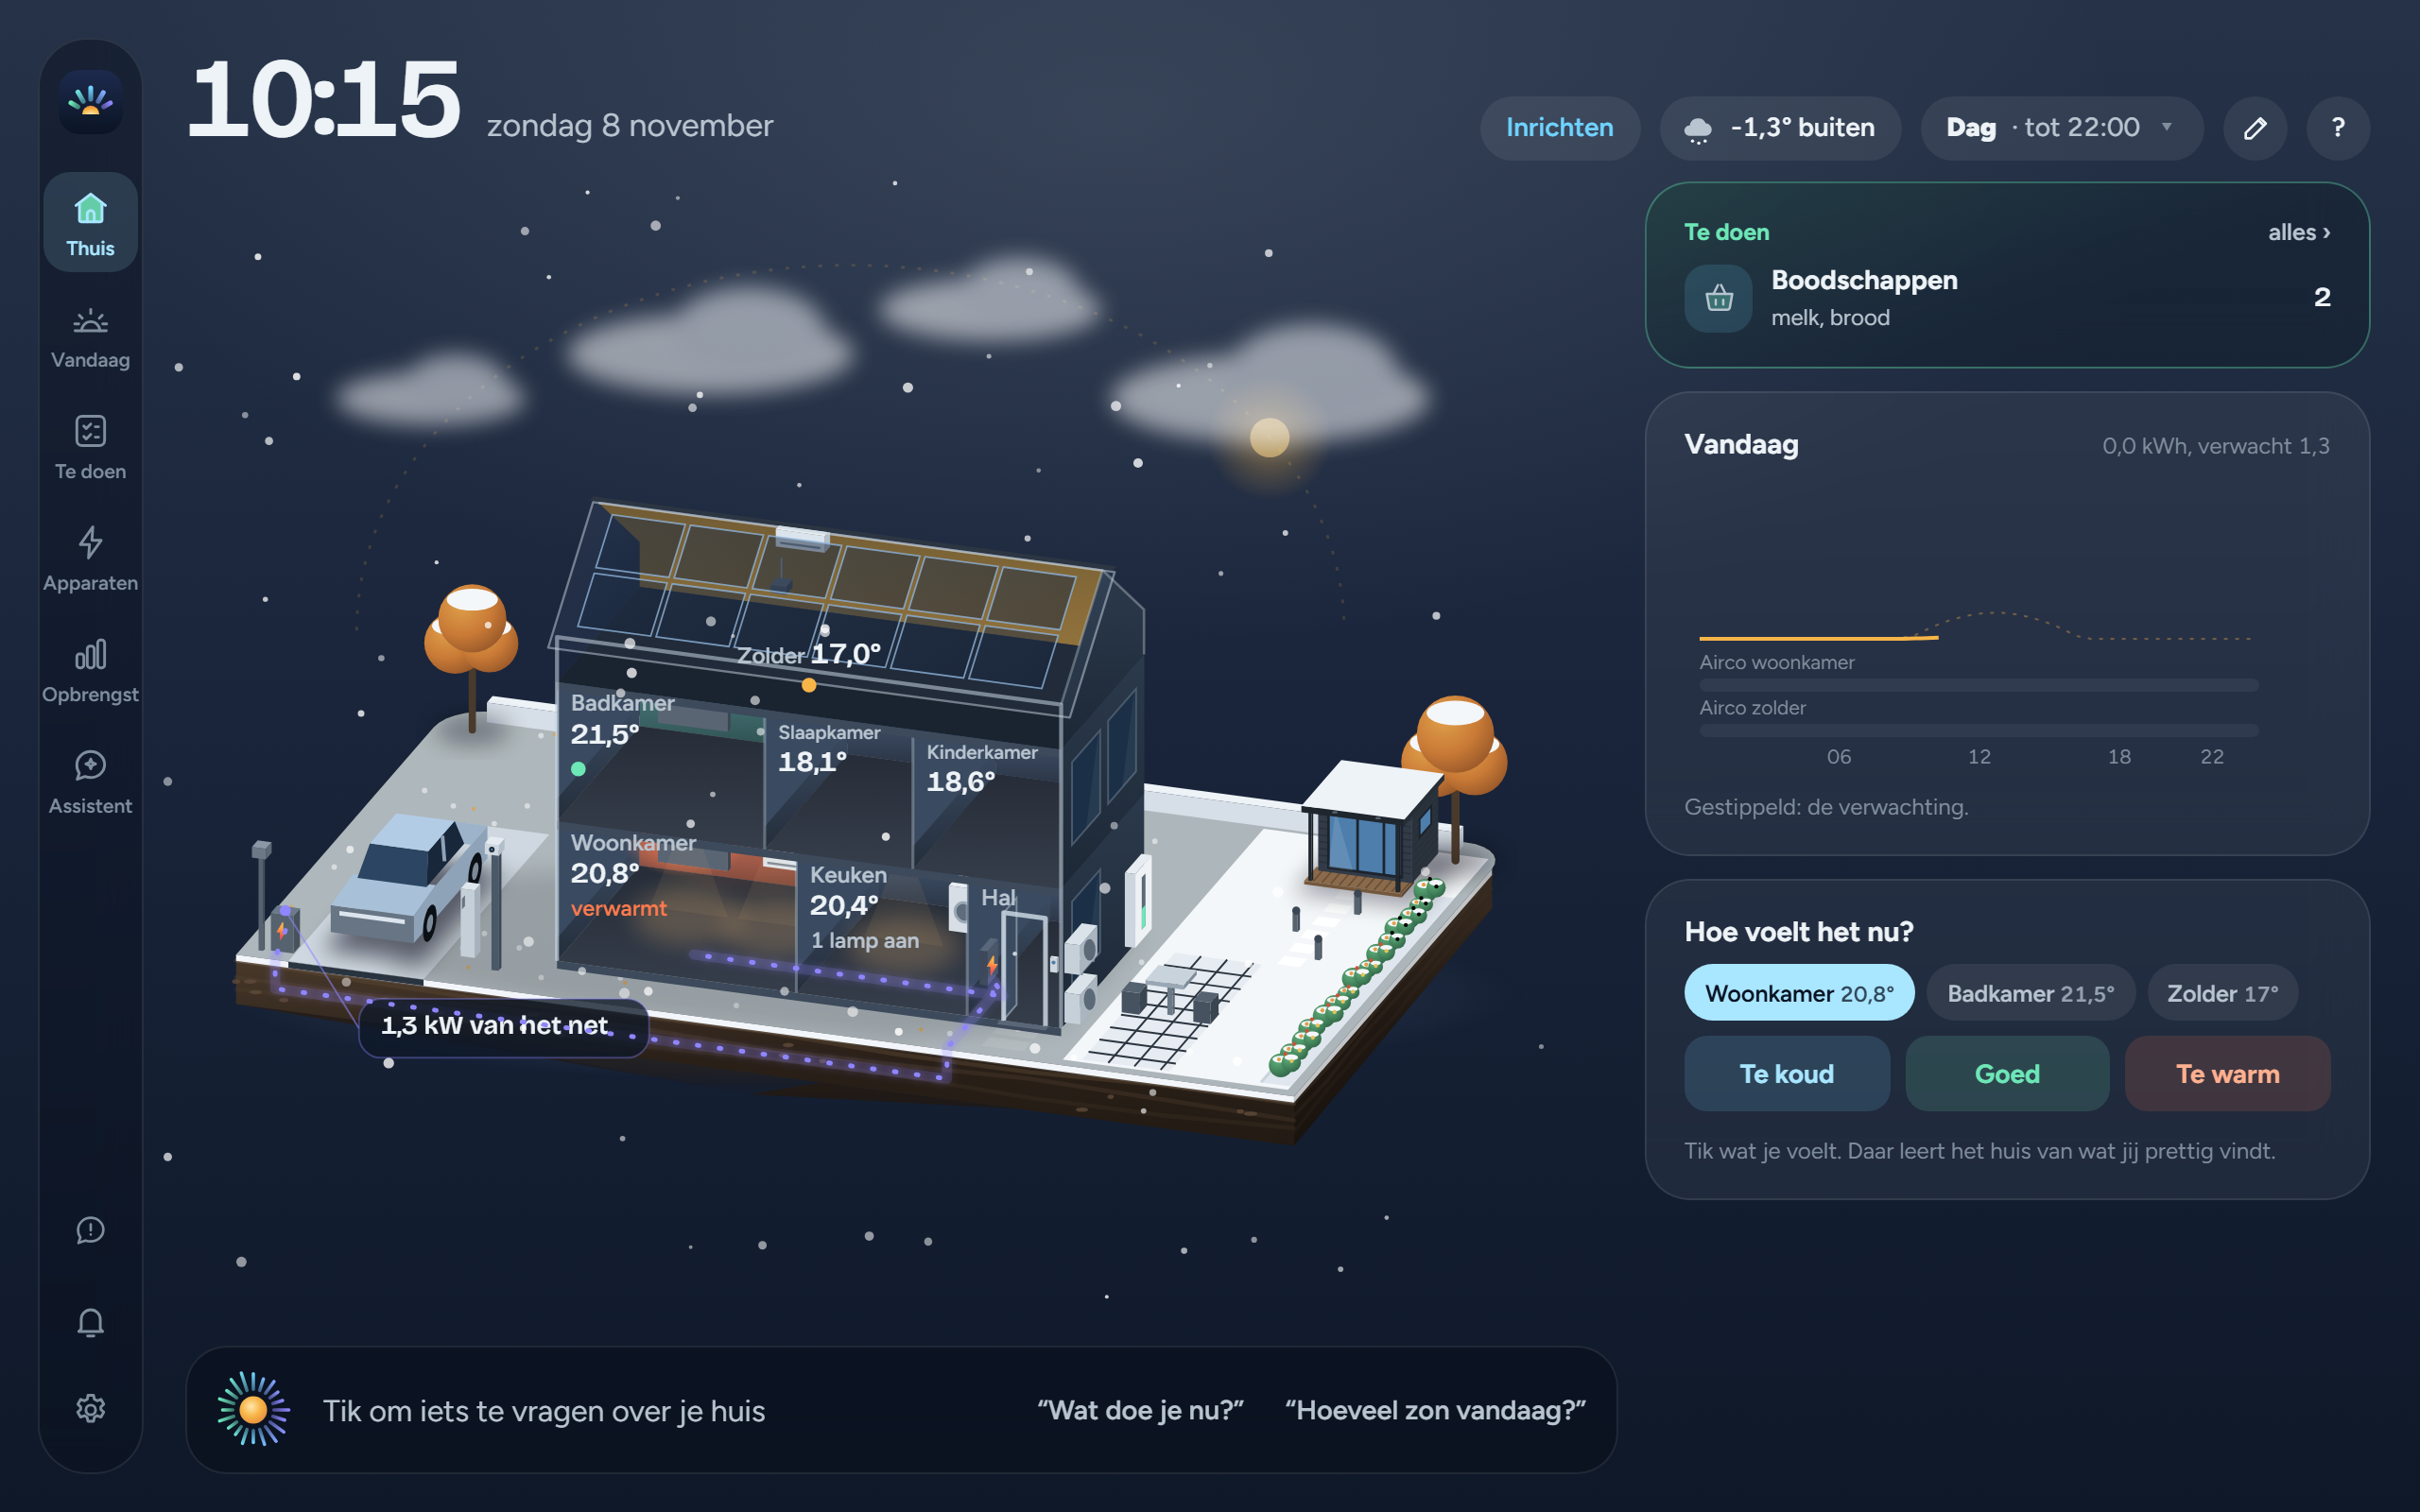 10:15 zondag 8 november
Inrichten
-1,3° buiten
Dag · tot 22:00
?
Thuis
Vandaag
Te doen
Apparaten
Opbrengst
Assistent
Zolder 17,0°
Badkamer
21,5°
Slaapkamer
18,1°
Kinderkamer
18,6°
Woonkamer
20,8°
verwarmt
Keuken
20,4°
1 lamp aan
Hal
1,3 kW van het net
Te doen
alles ›
Boodschappen
melk, brood
2
Vandaag
0,0 kWh, verwacht 1,3
Airco woonkamer
Airco zolder
06 12 18 22
Gestippeld: de verwachting.
Hoe voelt het nu?
Woonkamer 20,8°
Badkamer 21,5°
Zolder 17°
Te koud
Goed
Te warm
Tik wat je voelt. Daar leert het huis van wat jij prettig vindt.
Tik om iets te vragen over je huis
“Wat doe je nu?”
“Hoeveel zon vandaag?”